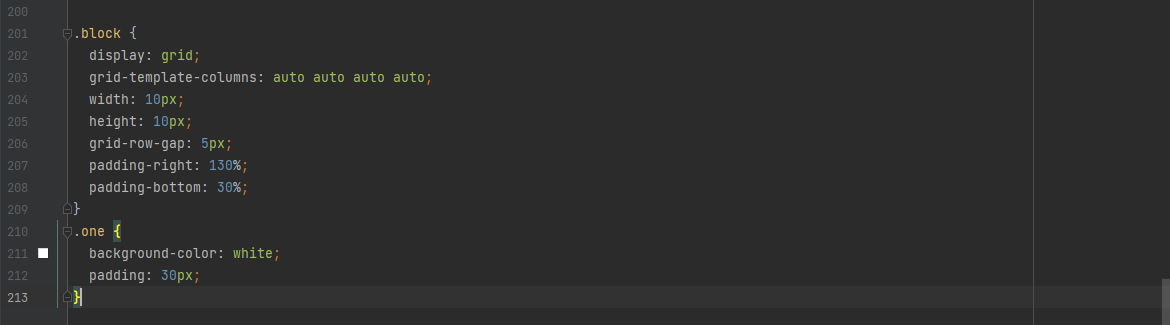 200
201 .block {
202 display: grid;
203 grid-template-columns: auto auto auto auto;
204 width: 10px;
205 height: 10px;
206 grid-row-gap: 5px;
207 padding-right: 130%;
208 padding-bottom: 30%;
209 }
210 .one {
211 background-color: white;
212 padding: 30px;
213 }